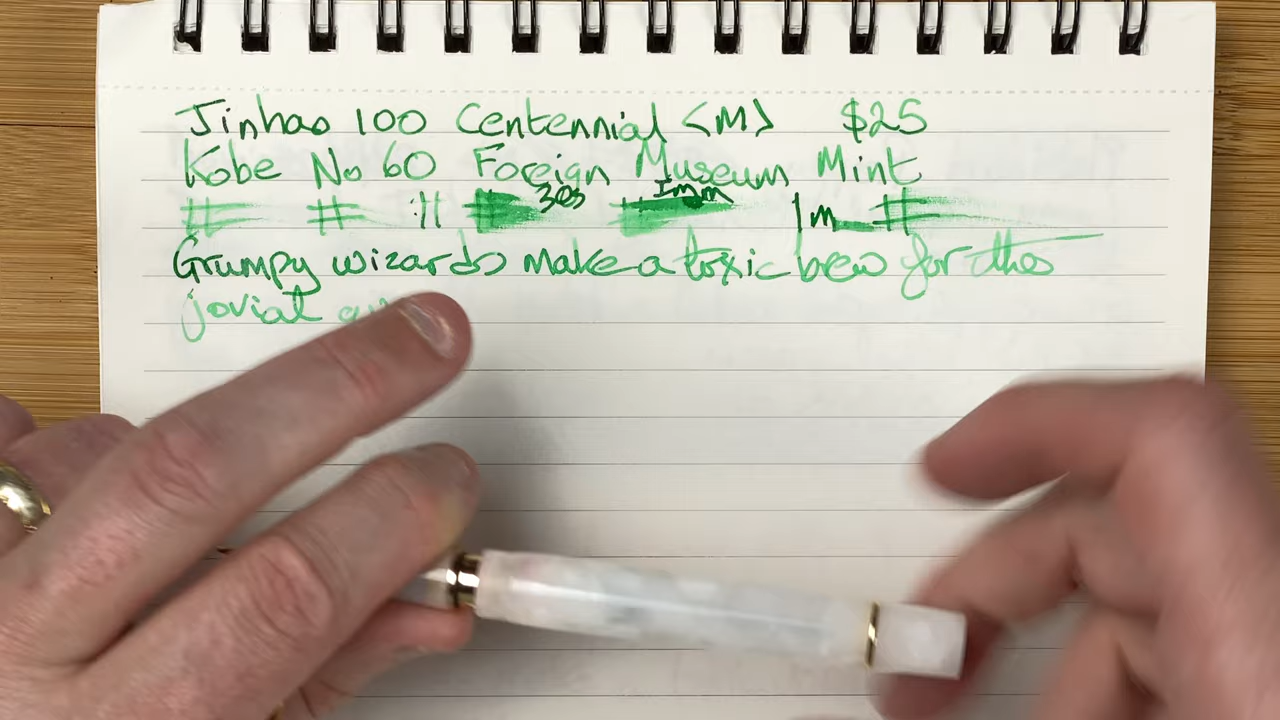 Jinhao 100 Centennial <M> $25
Kobe No 60 Foreign Museum Mint
30s Imm 1m
Grumpy wizards make a toxic brew for the
jovial